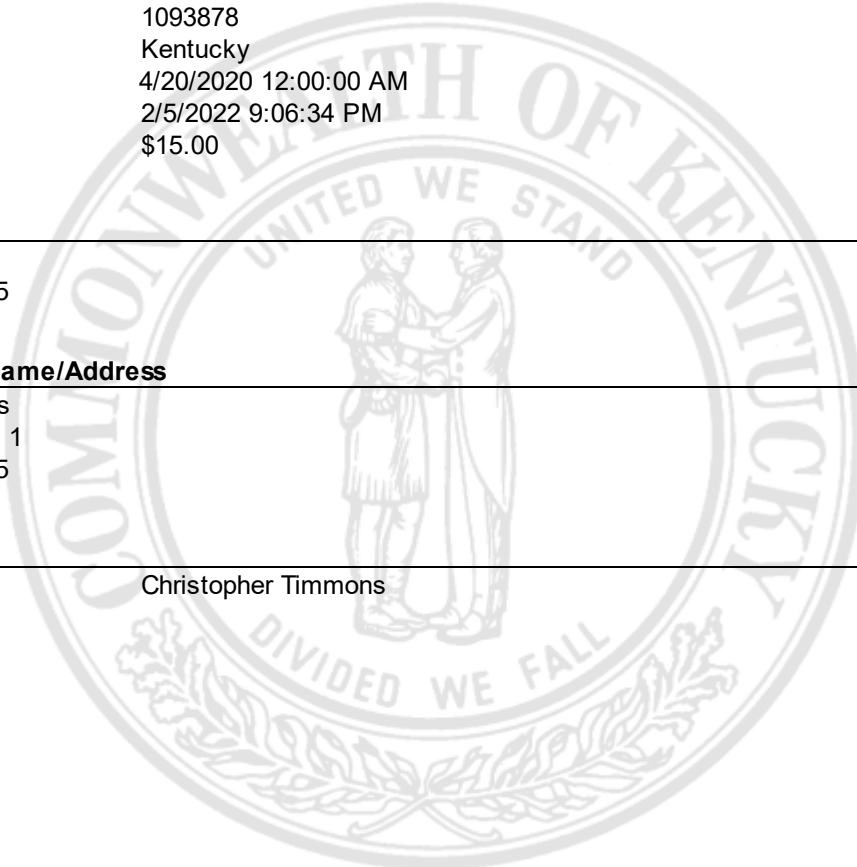 1093878
Kentucky
4/20/2020 12:00:00 AM
2/5/2022 9:06:34 PM
$15.00
5
ame/Address
s
1
5
Christopher Timmons
COMMONWEALTH OF KENTUCKY
UNITED WE STAND
DIVIDED WE FALL